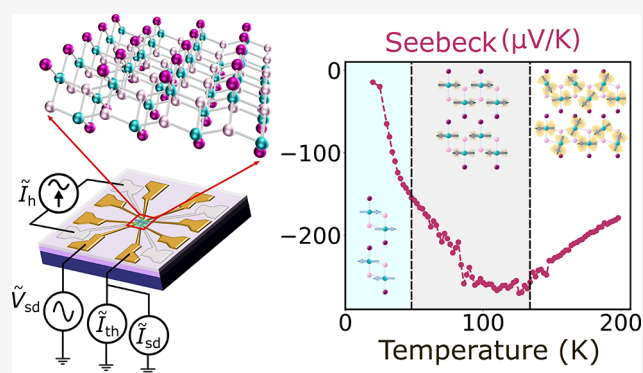 Ĩh
Ṽsd
Ĩth
Ĩsd
Seebeck (μV/K)
0
−100
−200
0
100
200
Temperature (K)